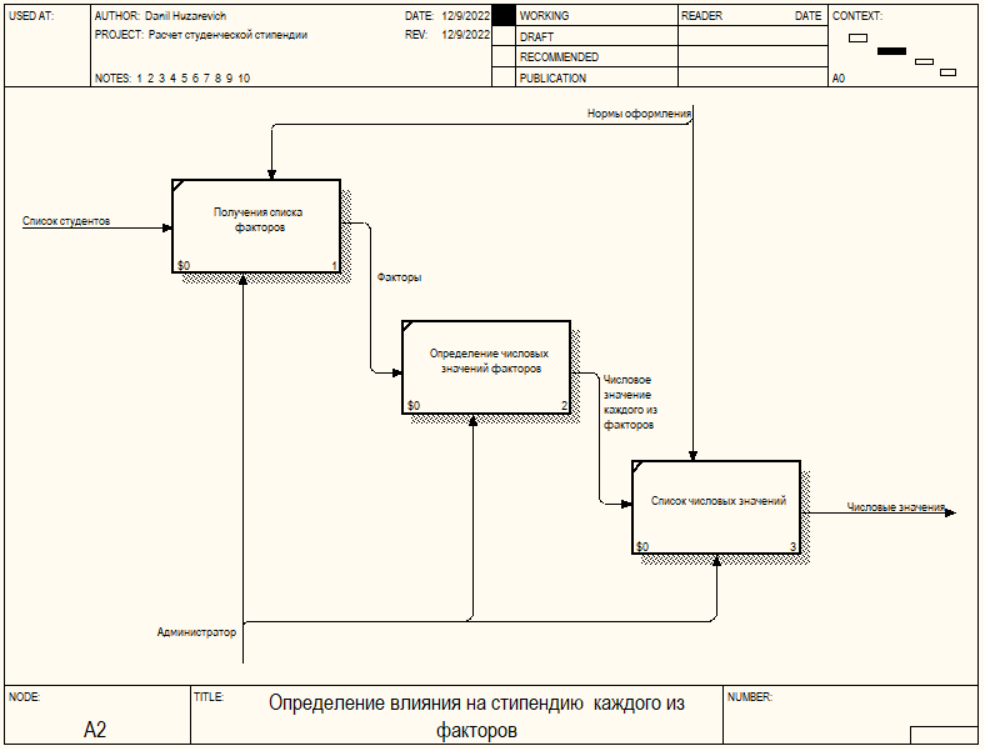 USED AT:
AUTHOR: Danil Huzarevich
DATE: 12/9/2022
PROJECT: Расчет студенческой стипендии
REV: 12/9/2022
NOTES: 1 2 3 4 5 6 7 8 9 10
WORKING
DRAFT
RECOMMENDED
PUBLICATION
READER DATE
CONTEXT:
A0
Нормы оформления
Список студентов
Получения списка
факторов
$0 1
Факторы
Определение числовых
значений факторов
$0 2
Числовое
значение
каждого из
факторов
Список числовых значений
$0 3
Числовые значения
Администратор
NODE:
A2
TITLE:
Определение влияния на стипендию каждого из
факторов
NUMBER: